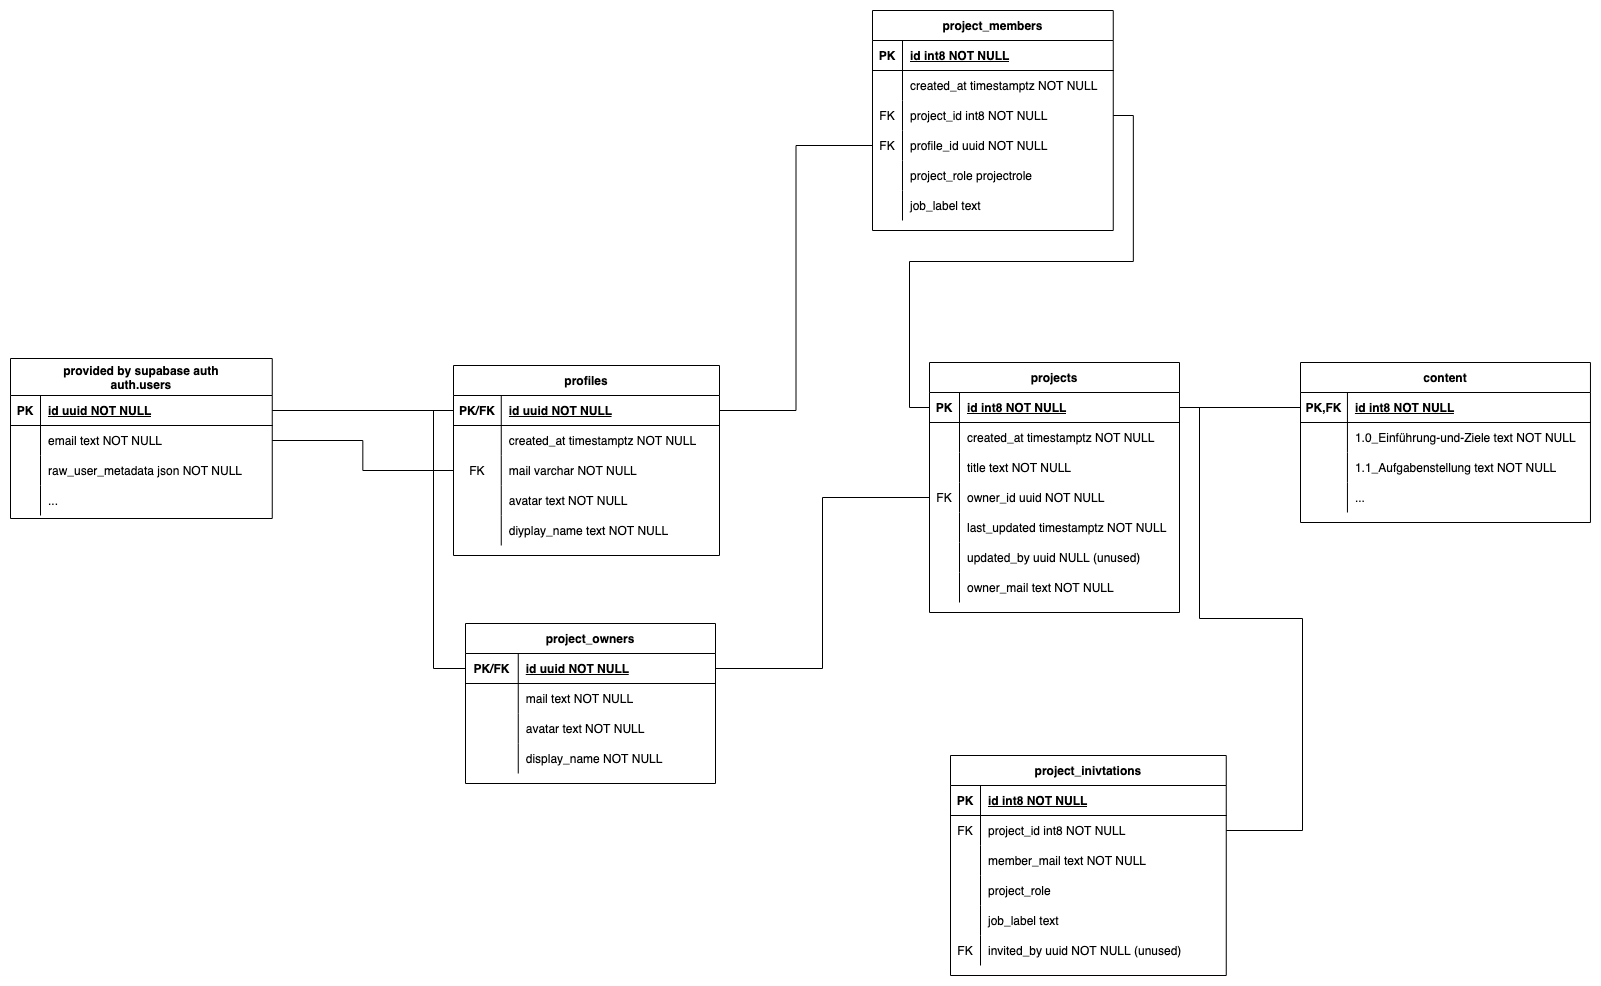 project_members
PK id int8 NOT NULL
created_at timestamptz NOT NULL
FK project_id int8 NOT NULL
FK profile_id uuid NOT NULL
project_role projectrole
job_label text
provided by supabase auth
auth.users
PK id uuid NOT NULL
email text NOT NULL
raw_user_metadata json NOT NULL
...
profiles
PK/FK id uuid NOT NULL
created_at timestamptz NOT NULL
FK mail varchar NOT NULL
avatar text NOT NULL
diyplay_name text NOT NULL
projects
PK id int8 NOT NULL
created_at timestamptz NOT NULL
title text NOT NULL
FK owner_id uuid NOT NULL
last_updated timestamptz NOT NULL
updated_by uuid NULL (unused)
owner_mail text NOT NULL
content
PK,FK id int8 NOT NULL
1.0_Einführung-und-Ziele text NOT NULL
1.1_Aufgabenstellung text NOT NULL
...
project_owners
PK/FK id uuid NOT NULL
mail text NOT NULL
avatar text NOT NULL
display_name NOT NULL
project_inivtations
PK id int8 NOT NULL
FK project_id int8 NOT NULL
member_mail text NOT NULL
project_role
job_label text
FK invited_by uuid NOT NULL (unused)